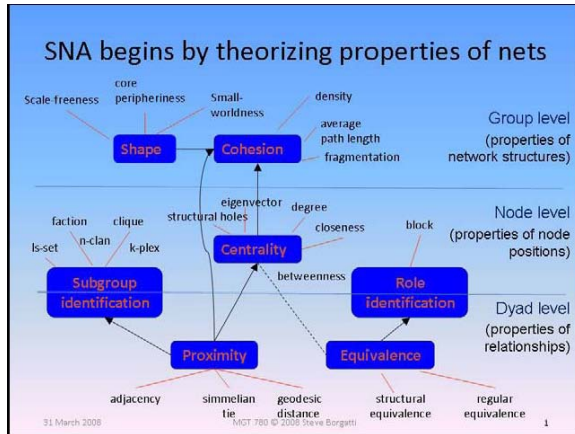 SNA begins by theorizing properties of nets
core
peripheriness
Scale-freeness
Small-
worldness
density
average
path length
fragmentation
Shape
Cohesion
Group level
(properties of
network structures)
eigenvector
structural holes
degree
closeness
faction
clique
n-clan
k-plex
ls-set
Centrality
block
Node level
(properties of node
positions)
betweenness
Subgroup
identification
Role
identification
Dyad level
(properties of
relationships)
Proximity
Equivalence
adjacency
simmelian
tie
geodesic
distance
structural
equivalence
regular
equivalence
31 March 2008
MGT 780 © 2008 Steve Borgatti
1